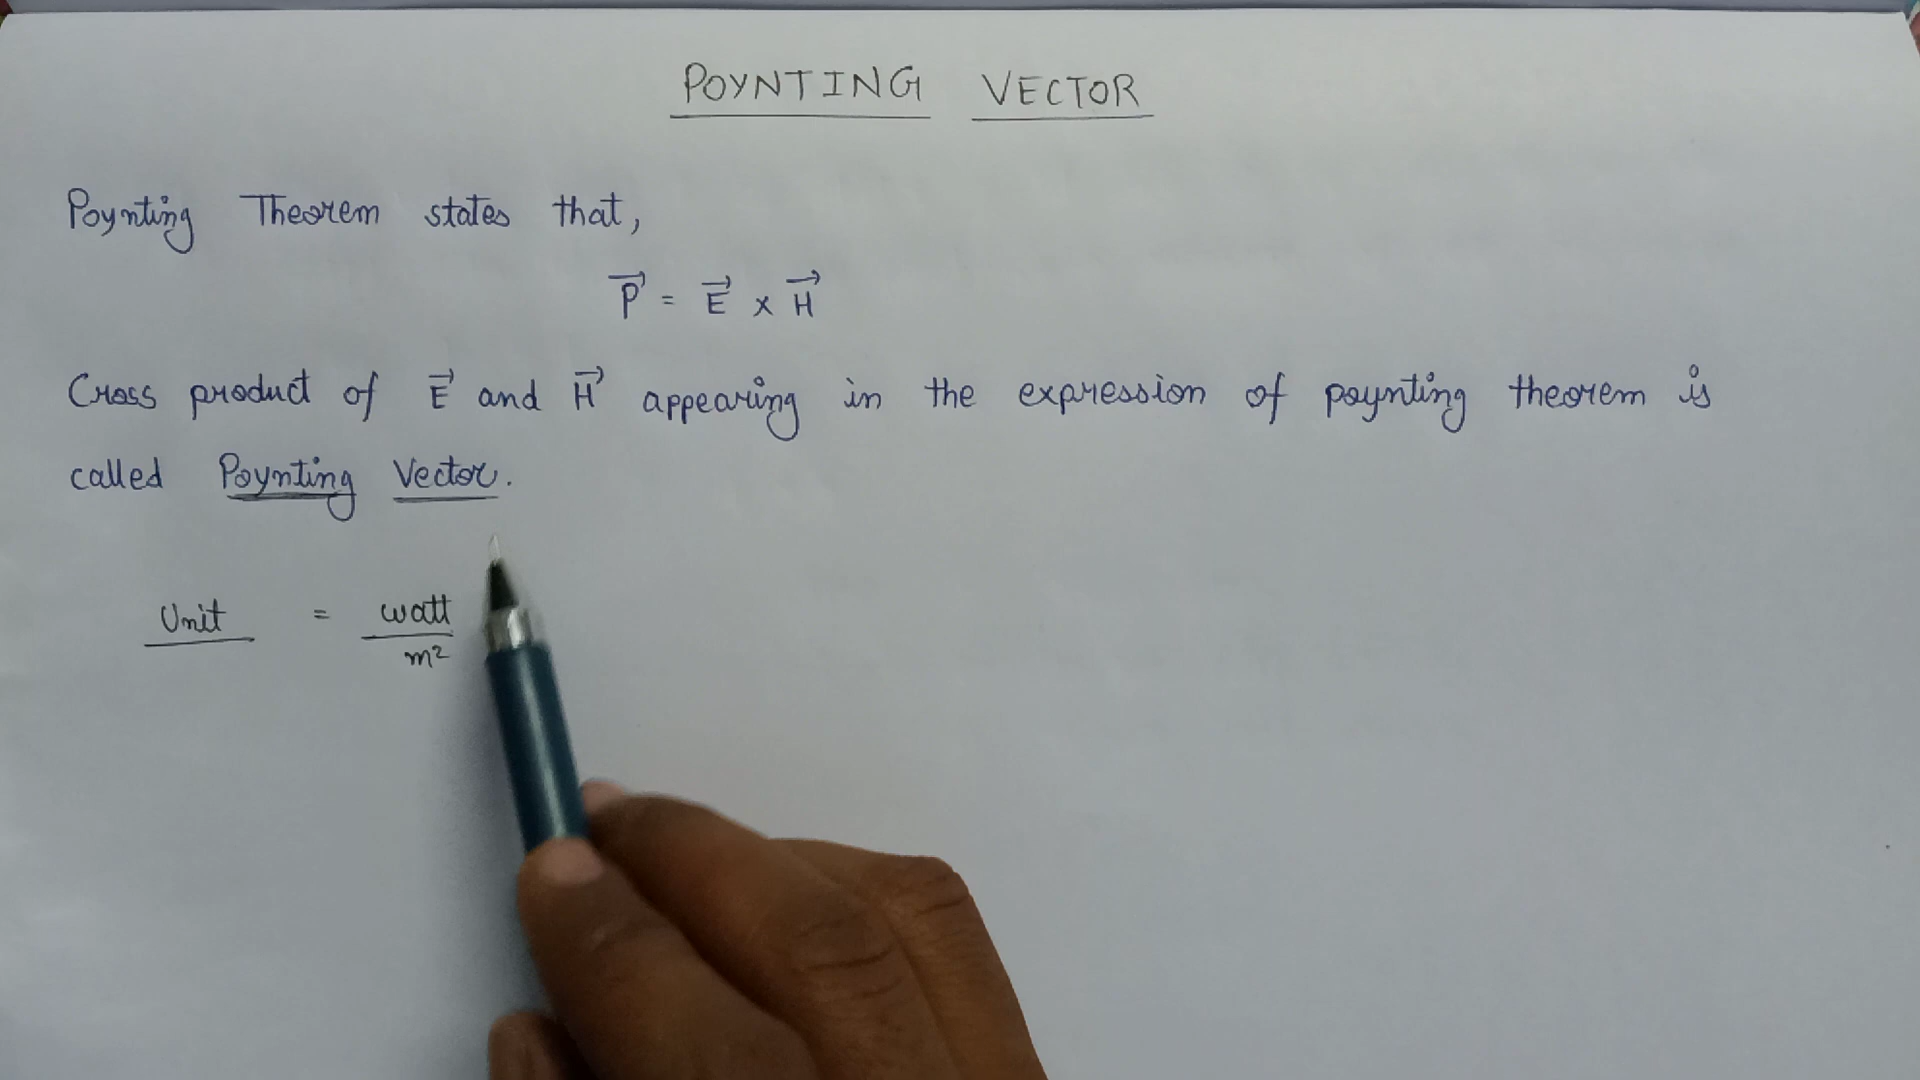 POYNTING VECTOR
Poynting Theorem states that,
P⃗ = E⃗ × H⃗
Cross product of E⃗ and H⃗ appearing in the expression of poynting theorem is
called Poynting Vector.
Unit = watt/m²